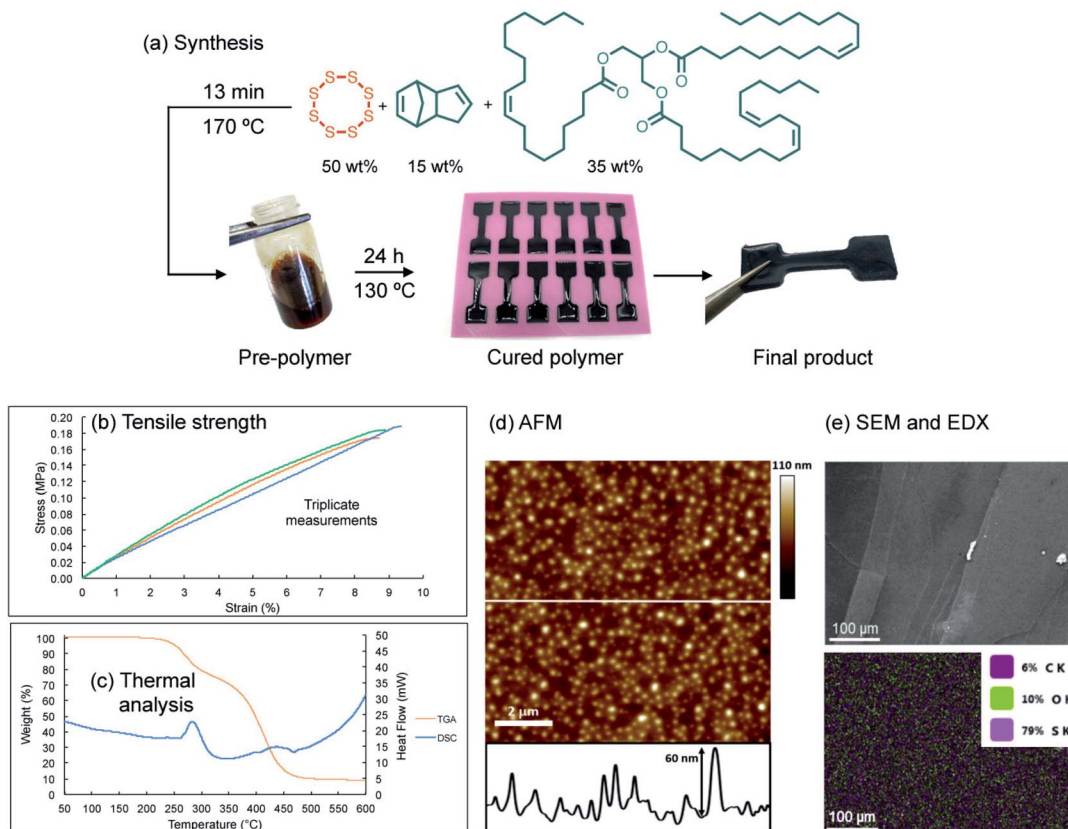 (a) Synthesis
13 min
170 ºC
S
S
S
S
S
S
S
S
+
+
O
O
O
O
O
O
50 wt%
15 wt%
35 wt%
24 h
130 ºC
Pre-polymer
Cured polymer
Final product
(b) Tensile strength
0.20
0.18
0.16
0.14
0.12
0.10
0.08
0.06
0.04
0.02
0.00
Stress (MPa)
Triplicate
measurements
0 1 2 3 4 5 6 7 8 9 10
Strain (%)
(c) Thermal
analysis
100
90
80
70
60
50
40
30
20
10
0
Weight (%)
50
45
40
35
30
25
20
15
10
5
0
Heat Flow (mW)
TGA
DSC
50 100 150 200 250 300 350 400 450 500 550 600
Temperature (°C)
(d) AFM
110 nm
2 µm
60 nm
(e) SEM and EDX
100 µm
6% C K
10% O K
79% S K
100 µm